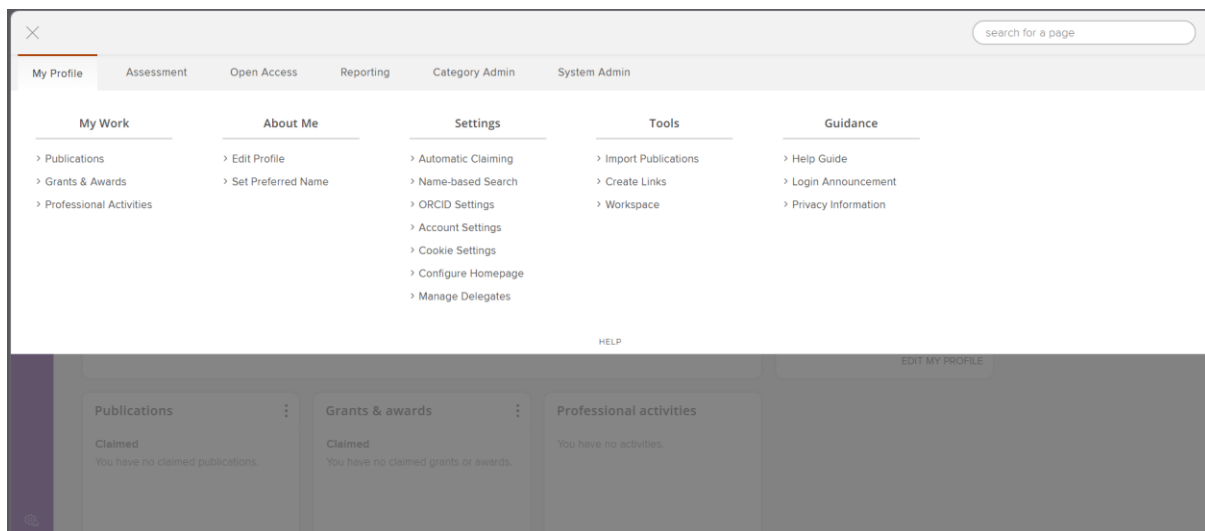 search for a page
My Profile
Assessment
Open Access
Reporting
Category Admin
System Admin
My Work
> Publications
> Grants & Awards
> Professional Activities
About Me
> Edit Profile
> Set Preferred Name
Settings
> Automatic Claiming
> Name-based Search
> ORCID Settings
> Account Settings
> Cookie Settings
> Configure Homepage
> Manage Delegates
Tools
> Import Publications
> Create Links
> Workspace
Guidance
> Help Guide
> Login Announcement
> Privacy Information
HELP
EDIT MY PROFILE
Publications
Claimed
You have no claimed publications.
Grants & awards
Claimed
You have no claimed grants or awards.
Professional activities
You have no activities.